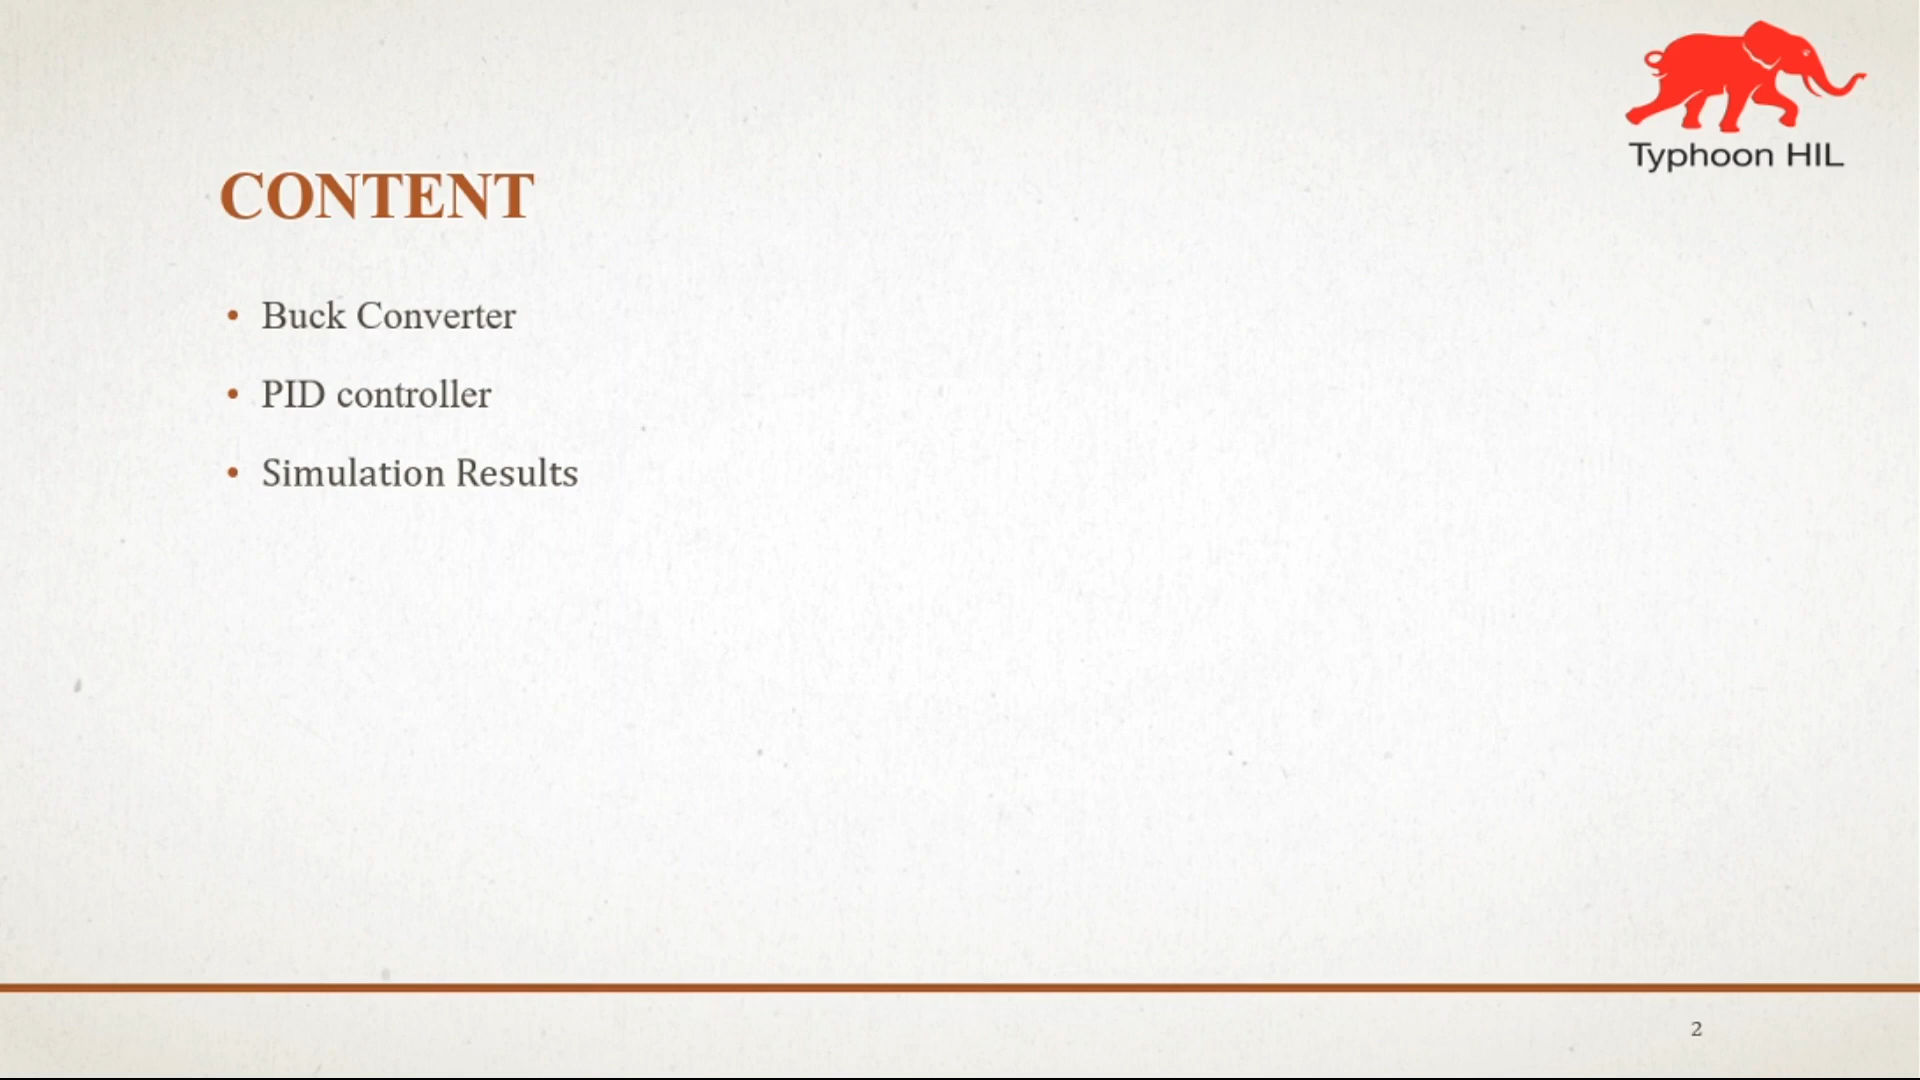 Typhoon HIL
CONTENT
• Buck Converter
• PID controller
• Simulation Results
2